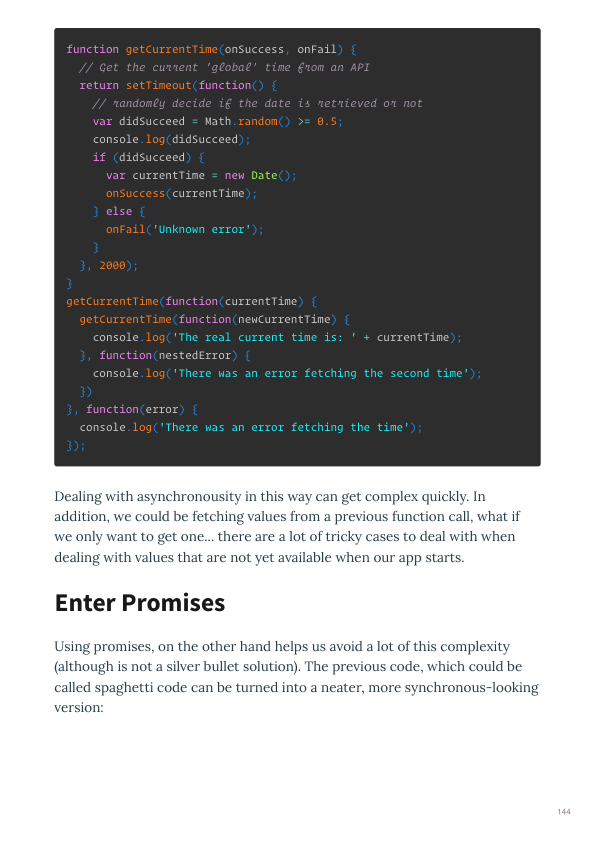 function getCurrentTime(onSuccess, onFail) {
  // Get the current 'global' time from an API
  return setTimeout(function() {
    // randomly decide if the date is retrieved or not
    var didSucceed = Math.random() >= 0.5;
    console.log(didSucceed);
    if (didSucceed) {
      var currentTime = new Date();
      onSuccess(currentTime);
    } else {
      onFail('Unknown error');
    }
  }, 2000);
}
getCurrentTime(function(currentTime) {
  getCurrentTime(function(newCurrentTime) {
    console.log('The real current time is: ' + currentTime);
  }, function(nestedError) {
    console.log('There was an error fetching the second time');
  })
}, function(error) {
  console.log('There was an error fetching the time');
});
Dealing with asynchronousity in this way can get complex quickly. In
addition, we could be fetching values from a previous function call, what if
we only want to get one... there are a lot of tricky cases to deal with when
dealing with values that are not yet available when our app starts.
Enter Promises
Using promises, on the other hand helps us avoid a lot of this complexity
(although is not a silver bullet solution). The previous code, which could be
called spaghetti code can be turned into a neater, more synchronous-looking
version:
144